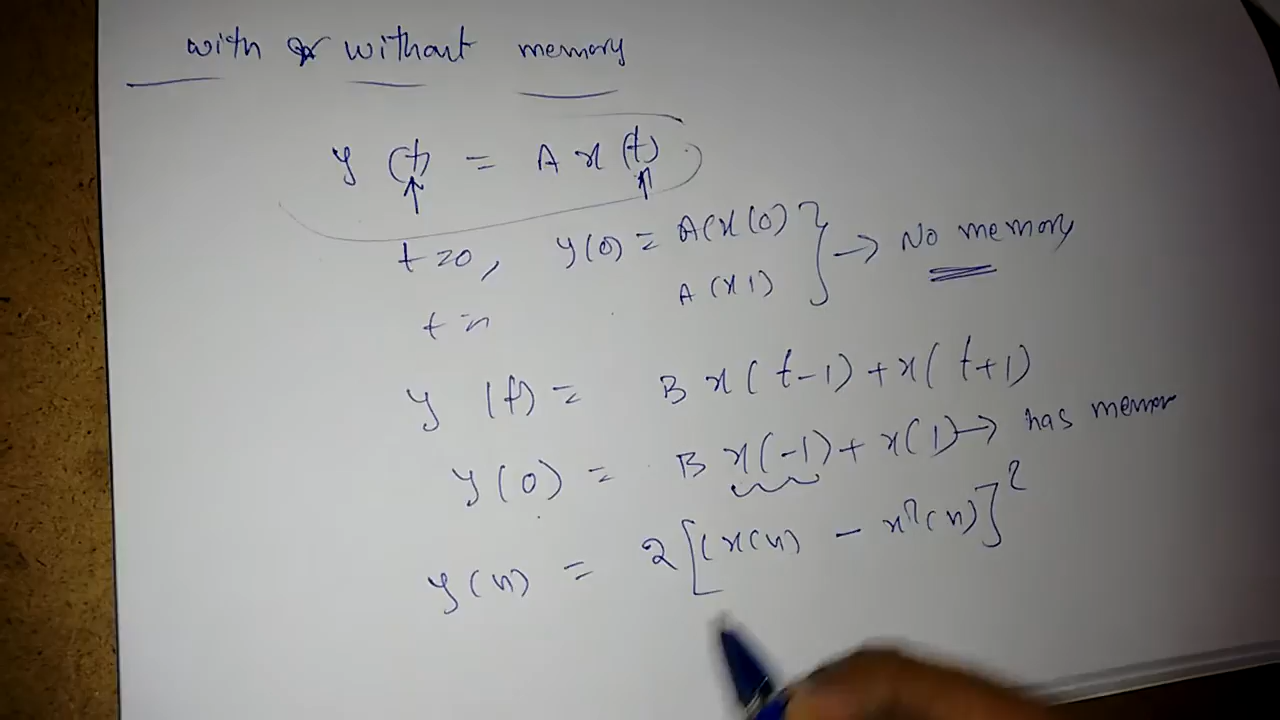 with or without memory
y (t) = A x (t)
t=0, y(0) = A(x(0) } → No memory
A (x1)
t=n
y (t) = B x(t-1) + x(t+1)
y(0) = B x(-1) + x(1) → has memor
y(n) = 2[(x(n) - x²(n)]²